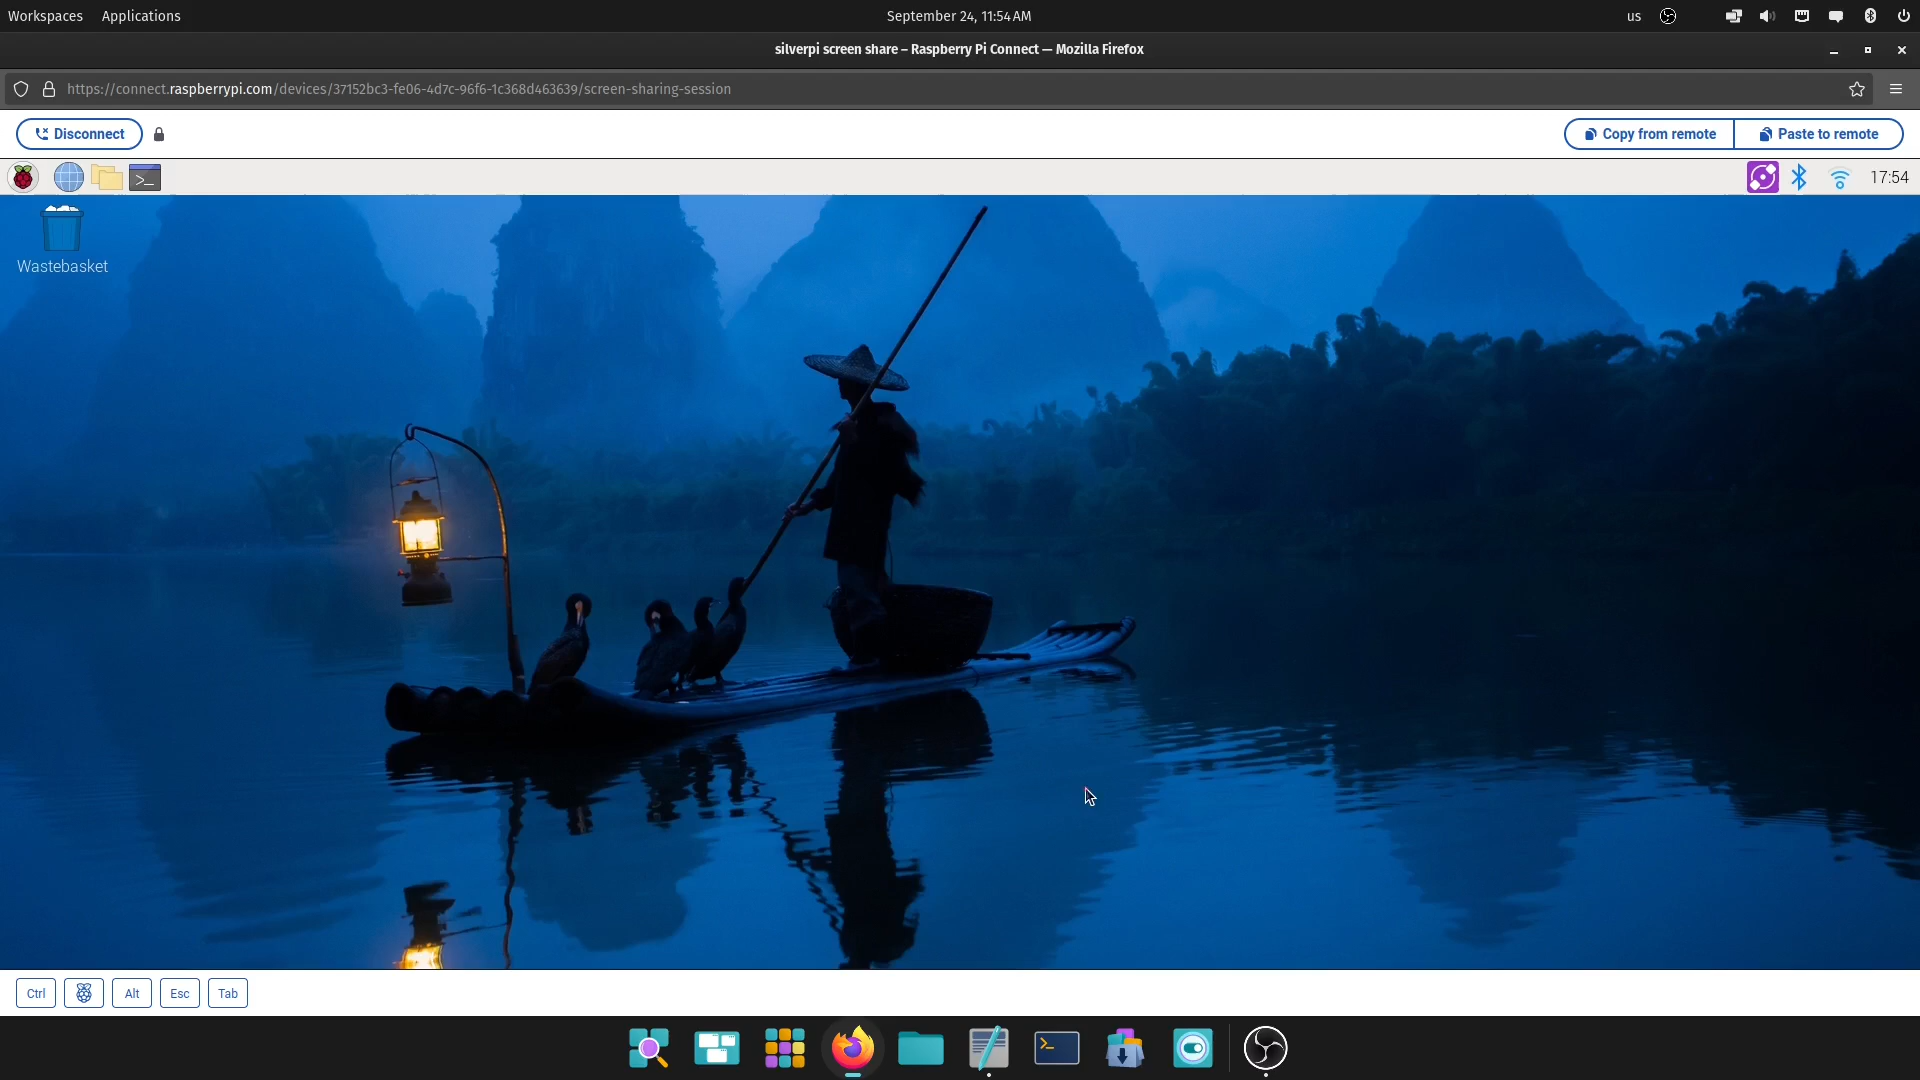 Workspaces Applications September 24, 11:54 AM us
silverpi screen share – Raspberry Pi Connect — Mozilla Firefox
https://connect.raspberrypi.com/devices/37152bc3-fe06-4d7c-96f6-1c368d463639/screen-sharing-session
Disconnect Copy from remote Paste to remote
>_ 17:54
Wastebasket
Ctrl Alt Esc Tab